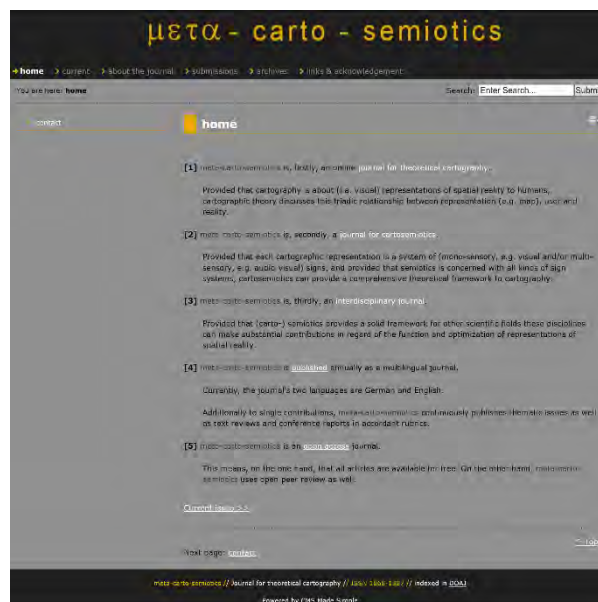 μετα - carto - semiotics
home current about the journal submissions archives links & acknowledgement
You are here: home
Search: Enter Search... Subm
contact
home
[1] meta-carto-semiotics is, firstly, an online journal for theoretical cartography.
Provided that cartography is about (i.e. visual) representations of spatial reality to humans,
cartographic theory discusses this triadic relationship between representation (e.g. map), user and
reality.
[2] meta-carto-semiotics is, secondly, a journal for cartosemiotics.
Provided that each cartographic representation is a system of (mono-sensory, e.g. visual and/or multi-
sensory, e.g. audio-visual) signs, and provided that semiotics is concerned with all kinds of sign
systems, cartosemiotics can provide a comprehensive theoretical framework to cartography.
[3] meta-carto-semiotics is, thirdly, an interdisciplinary journal.
Provided that (carto-) semiotics provides a solid framework for other scientific fields these disciplines
can make substantial contributions in regard of the function and optimization of representations of
spatial reality.
[4] meta-carto-semiotics is published annually as a multilingual journal.
Currently, the journal's two languages are German and English.
Additionally to single contributions, meta-carto-semiotics continuously publishes thematic issues as well
as text reviews and conference reports in accordant rubrics.
[5] meta-carto-semiotics is an open access journal.
This means, on the one hand, that all articles are available for free. On the other hand, meta-carto-
semiotics uses open peer review as well.
Current issue >>
^ Top
Next page: contact
meta-carto-semiotics // Journal for theoretical cartography // ISSN 1868-1387 // indexed in DOAJ
Powered by CMS Made Simple